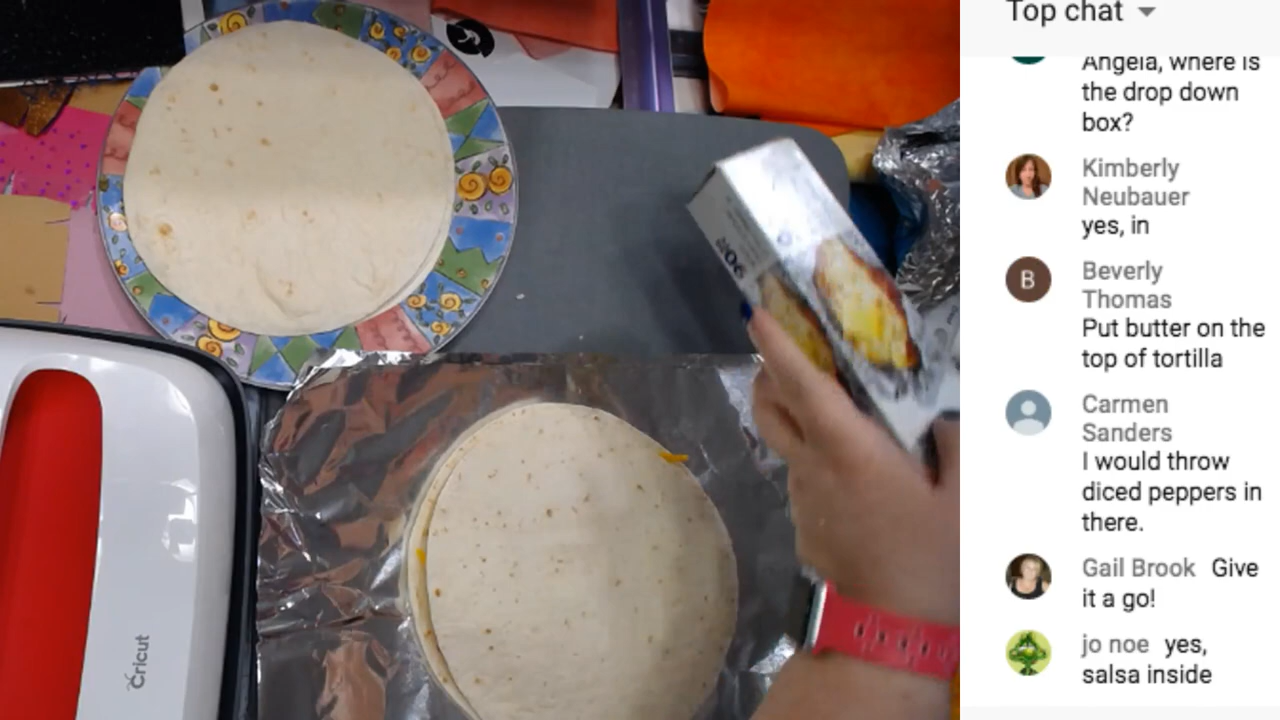 Top chat
Angela, where is
the drop down
box?
Kimberly
Neubauer
yes, in
B
Beverly
Thomas
Put butter on the
top of tortilla
Carmen
Sanders
I would throw
diced peppers in
there.
Gail Brook Give
it a go!
jo noe yes,
salsa inside
Cricut